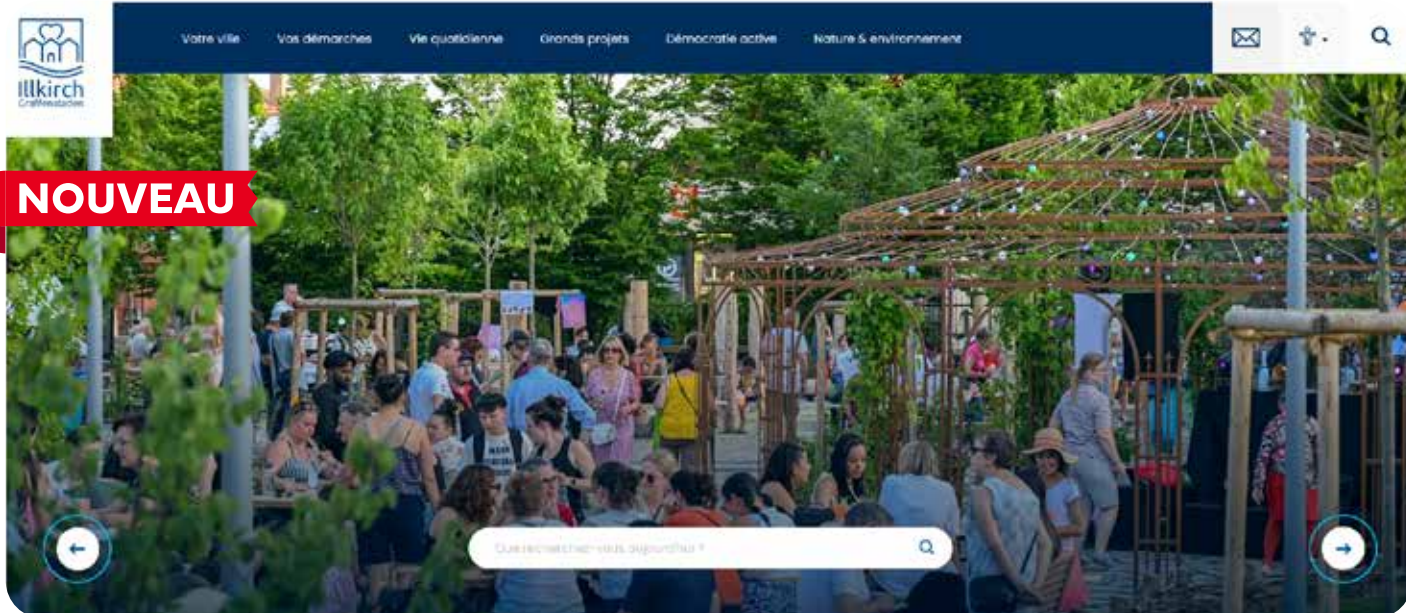 Votre ville
Vos démarches
Vie quotidienne
Grands projets
Démocratie active
Nature & environnement
Illkirch
Graffenstaden
NOUVEAU
Que recherchez-vous aujourd'hui ?